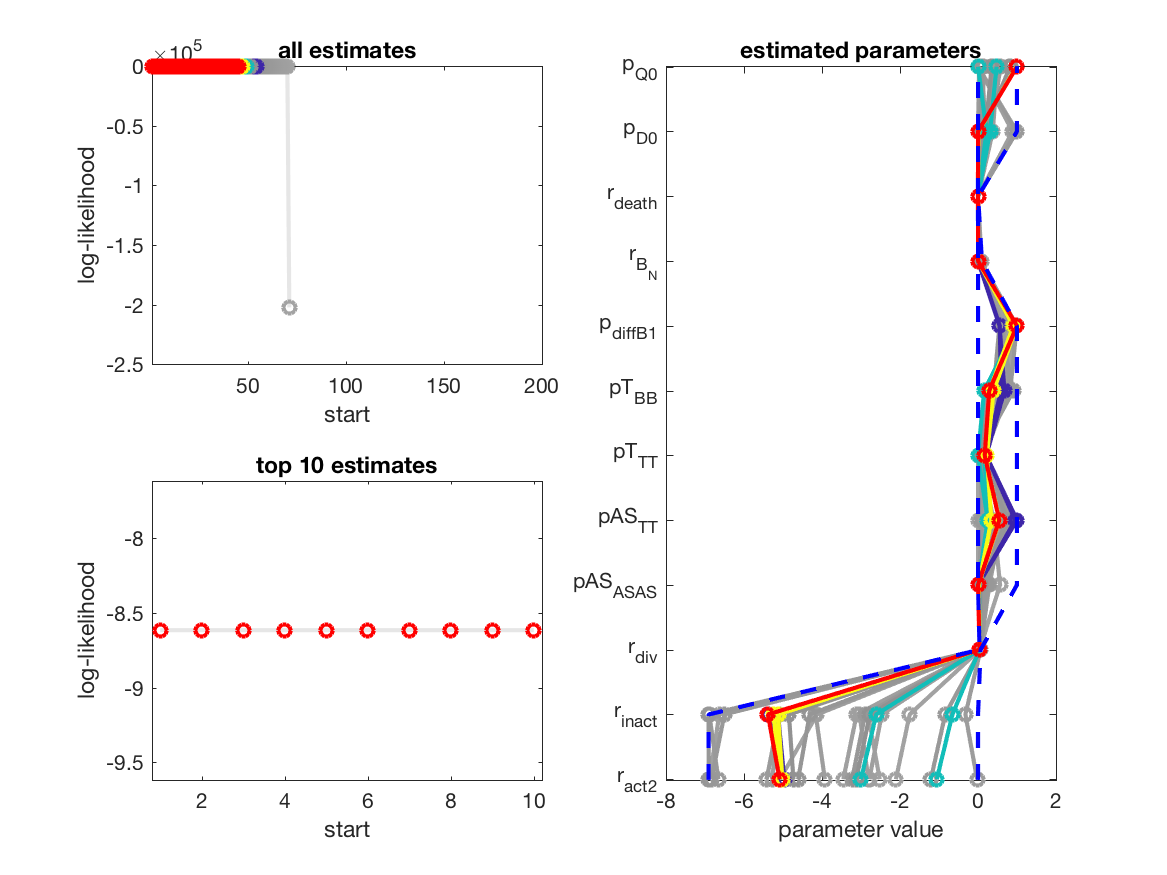 ×10^5
all estimates
0
-0.5
-1
-1.5
-2
-2.5
log-likelihood
50
100
150
200
start
top 10 estimates
-8
-8.5
-9
-9.5
log-likelihood
2
4
6
8
10
start
estimated parameters
p_Q0
p_D0
r_death
r_B_N
p_diffB1
pT_BB
pT_TT
pAS_TT
pAS_ASAS
r_div
r_inact
r_act2
-8
-6
-4
-2
0
2
parameter value